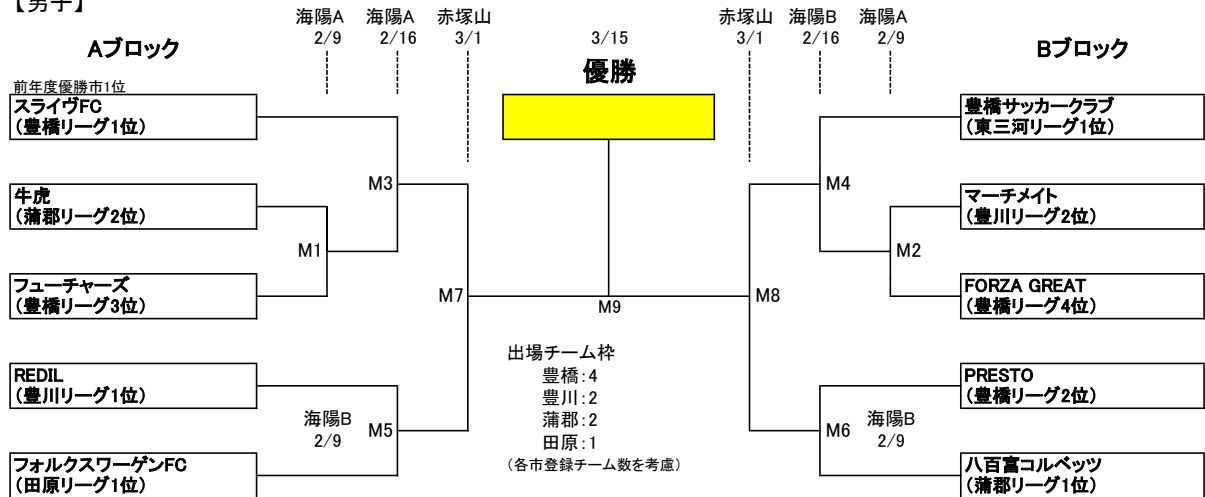 【男子】
海陽A 海陽A 赤塚山 赤塚山 海陽B 海陽A
2/9 2/16 3/1 3/15 3/1 2/16 2/9
Aブロック 優勝 Bブロック
前年度優勝市1位
スライヴFC
(豊橋リーグ1位)
豊橋サッカークラブ
(東三河リーグ1位)
M3 M4
牛虎
(蒲郡リーグ2位)
マーチメイト
(豊川リーグ2位)
M1 M2
フューチャーズ
(豊橋リーグ3位)
M7 M9 M8
FORZA GREAT
(豊橋リーグ4位)
出場チーム枠
豊橋:4
豊川:2
蒲郡:2
田原:1
(各市登録チーム数を考慮)
REDIL
(豊川リーグ1位)
PRESTO
(豊橋リーグ2位)
海陽B
2/9
M5 M6
海陽B
2/9
フォルクスワーゲンFC
(田原リーグ1位)
八百富コルベッツ
(蒲郡リーグ1位)